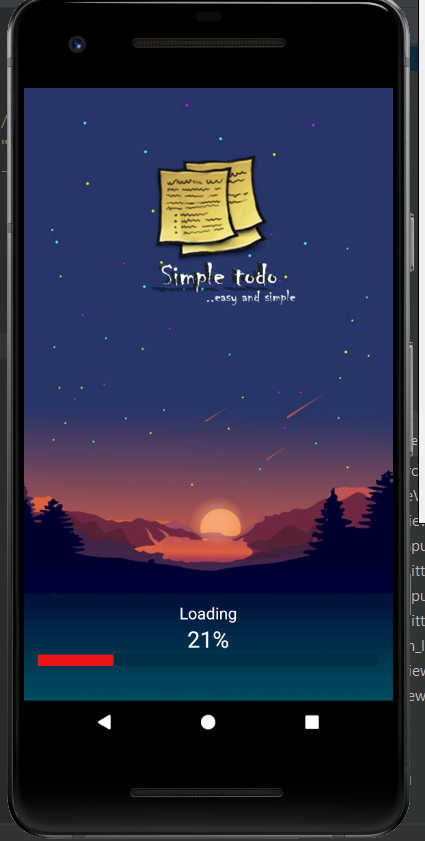 Simple todo
..easy and simple
Loading
21%